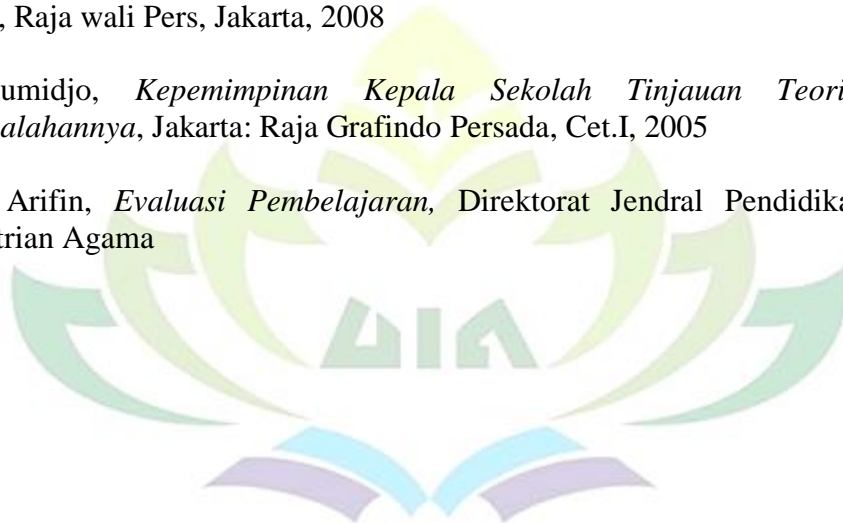 , Raja wali Pers, Jakarta, 2008
umidjo, Kepemimpinan Kepala Sekolah Tinjauan Teori
alahannya, Jakarta: Raja Grafindo Persada, Cet.I, 2005
Arifin, Evaluasi Pembelajaran, Direktorat Jendral Pendidika
trian Agama
UIN